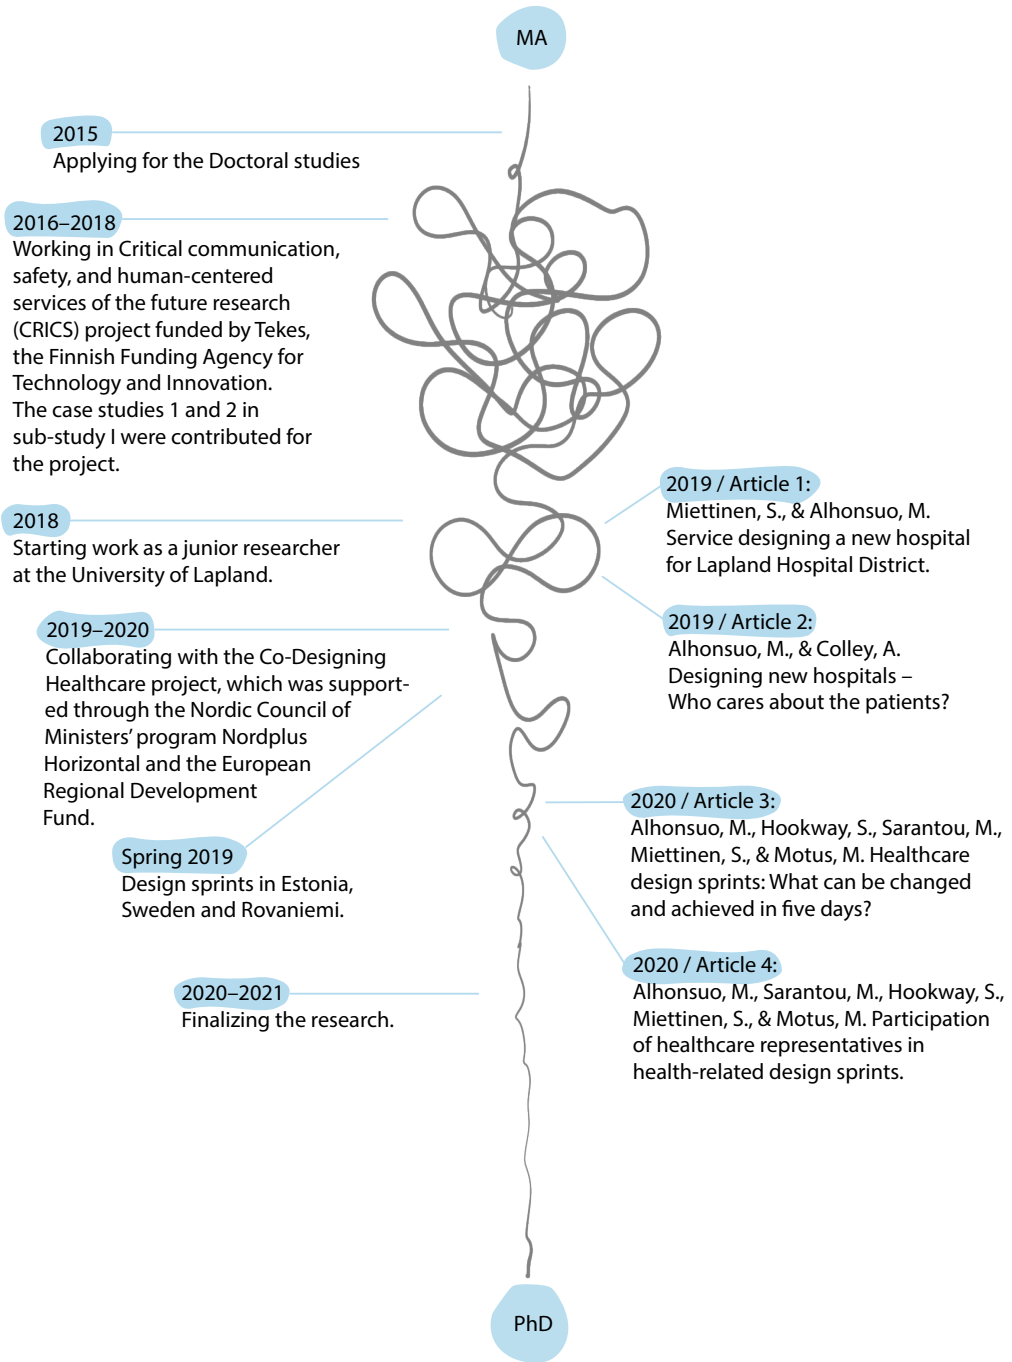 MA
2015
Applying for the Doctoral studies
2016–2018
Working in Critical communication,
safety, and human-centered
services of the future research
(CRICS) project funded by Tekes,
the Finnish Funding Agency for
Technology and Innovation.
The case studies 1 and 2 in
sub-study I were contributed for
the project.
2018
Starting work as a junior researcher
at the University of Lapland.
2019–2020
Collaborating with the Co-Designing
Healthcare project, which was support-
ed through the Nordic Council of
Ministers’ program Nordplus
Horizontal and the European
Regional Development
Fund.
Spring 2019
Design sprints in Estonia,
Sweden and Rovaniemi.
2020–2021
Finalizing the research.
2019 / Article 1:
Miettinen, S., & Alhonsuo, M.
Service designing a new hospital
for Lapland Hospital District.
2019 / Article 2:
Alhonsuo, M., & Colley, A.
Designing new hospitals –
Who cares about the patients?
2020 / Article 3:
Alhonsuo, M., Hookway, S., Sarantou, M.,
Miettinen, S., & Motus, M. Healthcare
design sprints: What can be changed
and achieved in five days?
2020 / Article 4:
Alhonsuo, M., Sarantou, M., Hookway, S.,
Miettinen, S., & Motus, M. Participation
of healthcare representatives in
health-related design sprints.
PhD